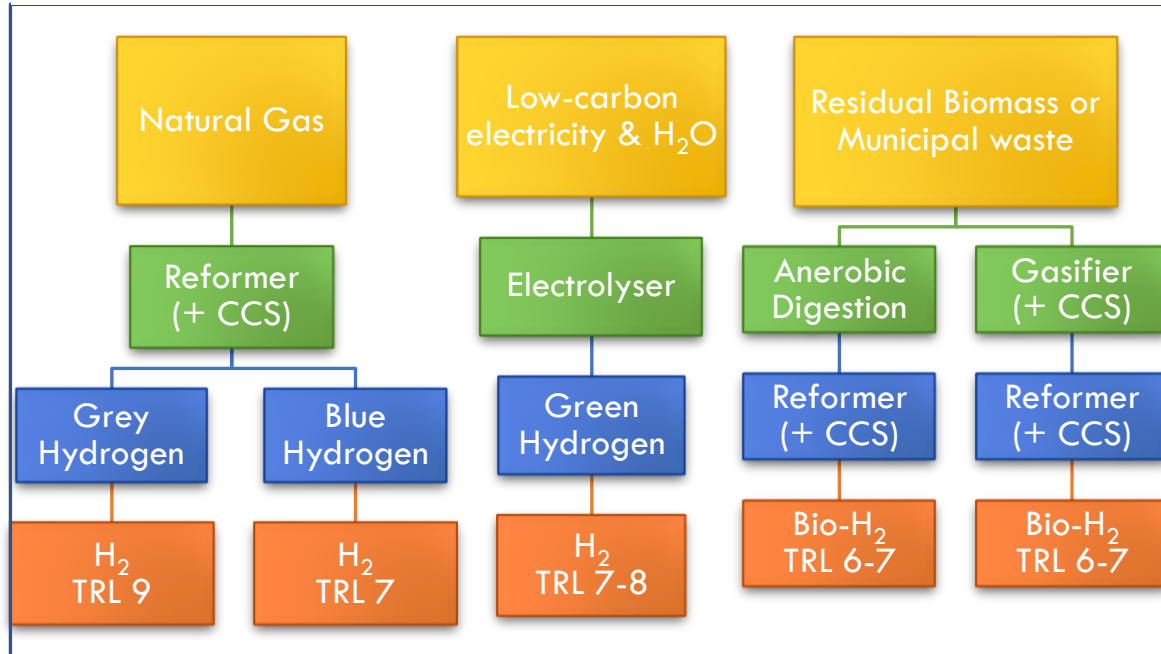 Natural Gas
Low-carbon
electricity & H₂O
Residual Biomass or
Municipal waste
Reformer
(+ CCS)
Electrolyser
Anerobic
Digestion
Gasifier
(+ CCS)
Grey
Hydrogen
Blue
Hydrogen
Green
Hydrogen
Reformer
(+ CCS)
Reformer
(+ CCS)
H₂
TRL 9
H₂
TRL 7
H₂
TRL 7-8
Bio-H₂
TRL 6-7
Bio-H₂
TRL 6-7